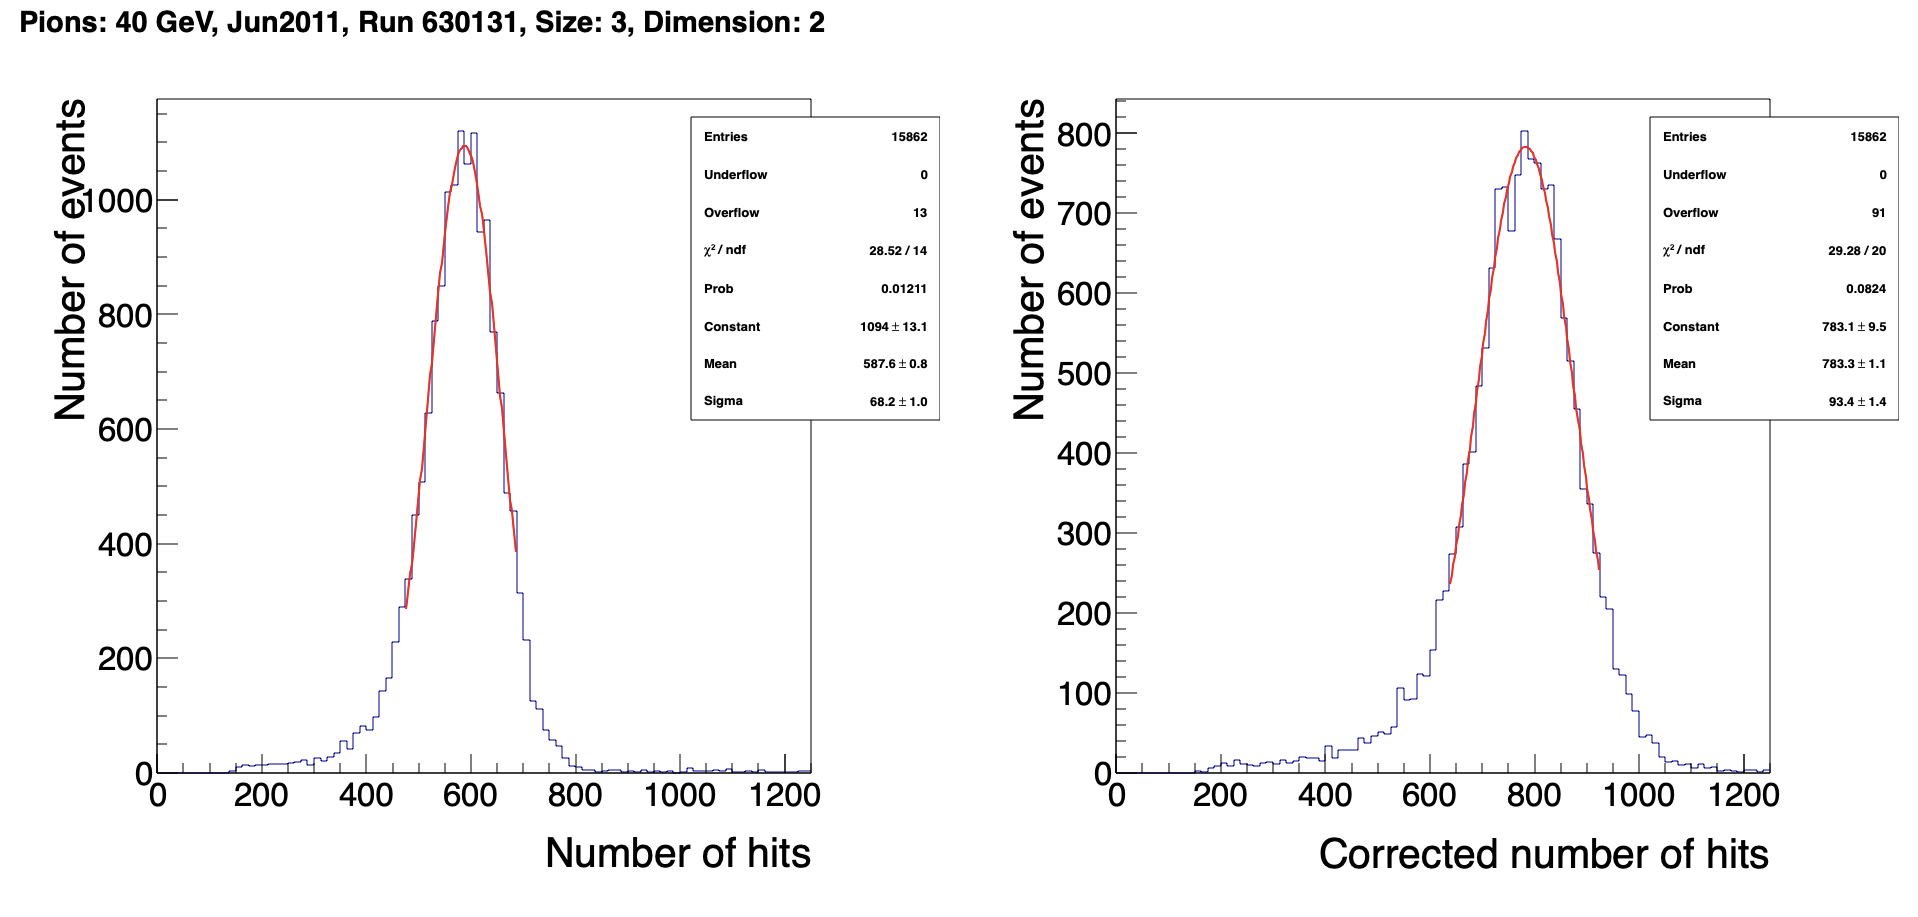 Pions: 40 GeV, Jun2011, Run 630131, Size: 3, Dimension: 2
Number of events
1000
800
600
400
200
0
0 200 400 600 800 1000 1200
Number of hits
Entries 15862
Underflow 0
Overflow 13
χ² / ndf 28.52 / 14
Prob 0.01211
Constant 1094 ± 13.1
Mean 587.6 ± 0.8
Sigma 68.2 ± 1.0
Number of events
800
700
600
500
400
300
200
100
0
0 200 400 600 800 1000 1200
Corrected number of hits
Entries 15862
Underflow 0
Overflow 91
χ² / ndf 29.28 / 20
Prob 0.0824
Constant 783.1 ± 9.5
Mean 783.3 ± 1.1
Sigma 93.4 ± 1.4